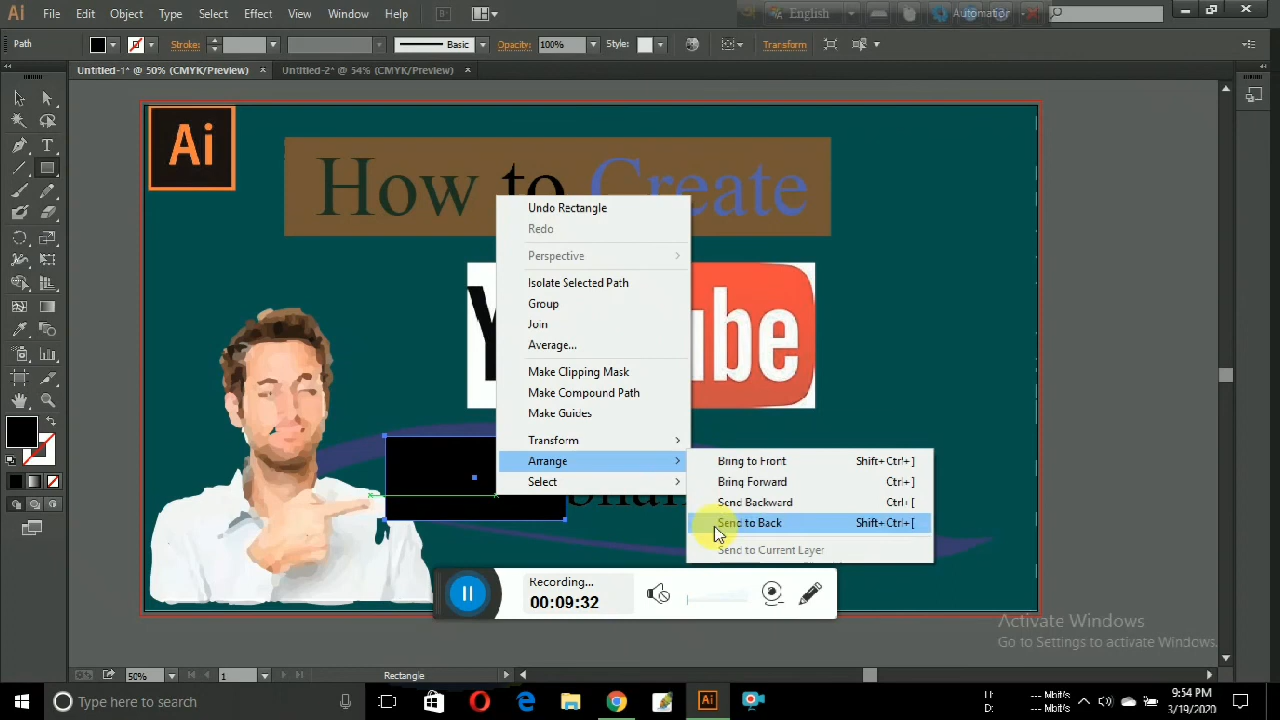 Ai File Edit Object Type Select Effect View Window Help Br
English Automation
Path Stroke: Basic Opacity: 100% Style: Transform
Untitled-1* @ 50% (CMYK/Preview) × Untitled-2* @ 54% (CMYK/Preview) ×
Ai
How to Create
Undo Rectangle
Redo
Perspective
Isolate Selected Path
Group
Join
Average...
Make Clipping Mask
Make Compound Path
Make Guides
Transform
Arrange
Select
Bring to Front Shift+Ctrl+]
Bring Forward Ctrl+]
Send Backward Ctrl+[
Send to Back Shift+Ctrl+[
Send to Current Layer
Recording...
00:09:32
Activate Windows
Go to Settings to activate Windows.
50% 1 Rectangle
Type here to search
9:54 PM
3/19/2020